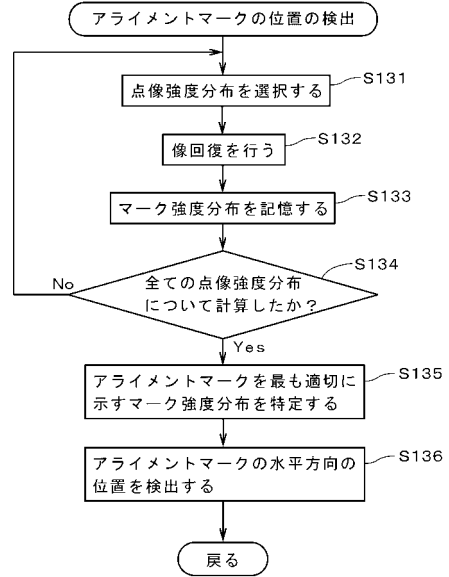 アライメントマークの位置の検出
点像強度分布を選択する
S131
像回復を行う
S132
マーク強度分布を記憶する
S133
全ての点像強度分布
について計算したか？
S134
No
Yes
アライメントマークを最も適切に
示すマーク強度分布を特定する
S135
アライメントマークの水平方向の
位置を検出する
S136
戻る